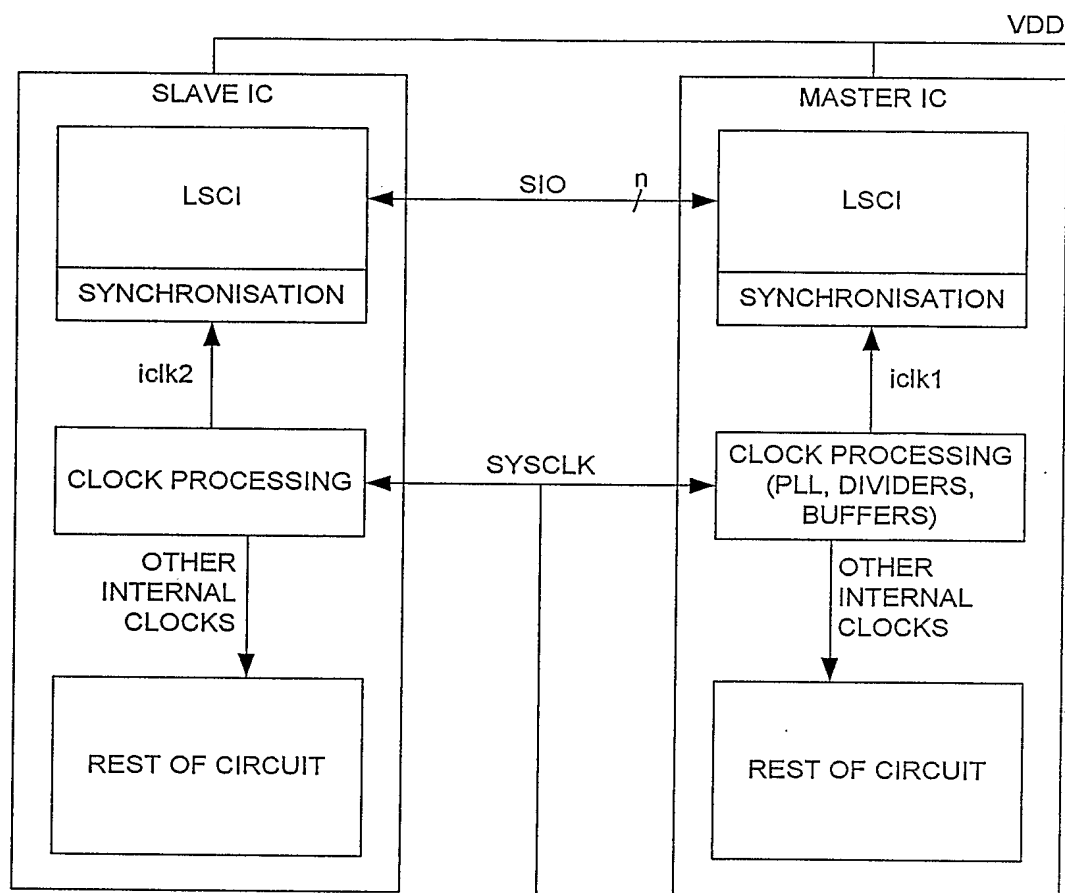 VDD
SLAVE IC
MASTER IC
LSCI
SIO
n
LSCI
SYNCHRONISATION
SYNCHRONISATION
iclk2
iclk1
CLOCK PROCESSING
SYSCLK
CLOCK PROCESSING
(PLL, DIVIDERS,
BUFFERS)
OTHER
INTERNAL
CLOCKS
OTHER
INTERNAL
CLOCKS
REST OF CIRCUIT
REST OF CIRCUIT